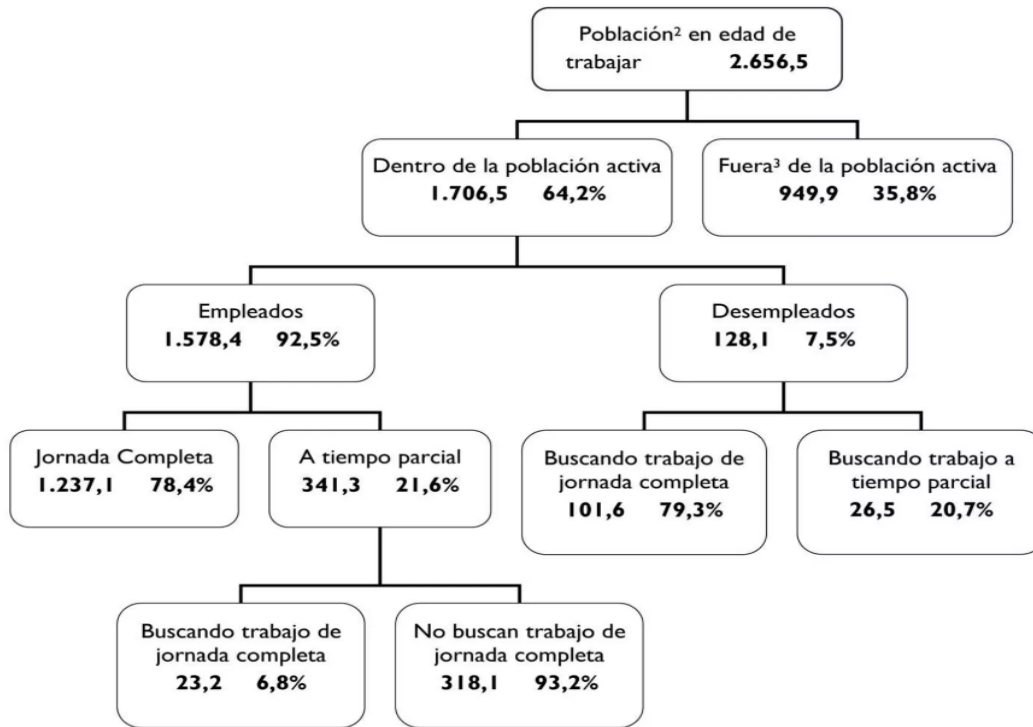 Población² en edad de
trabajar 2.656,5
Dentro de la población activa
1.706,5 64,2%
Fuera³ de la población activa
949,9 35,8%
Empleados
1.578,4 92,5%
Desempleados
128,1 7,5%
Jornada Completa
1.237,1 78,4%
A tiempo parcial
341,3 21,6%
Buscando trabajo de
jornada completa
101,6 79,3%
Buscando trabajo a
tiempo parcial
26,5 20,7%
Buscando trabajo de
jornada completa
23,2 6,8%
No buscan trabajo de
jornada completa
318,1 93,2%